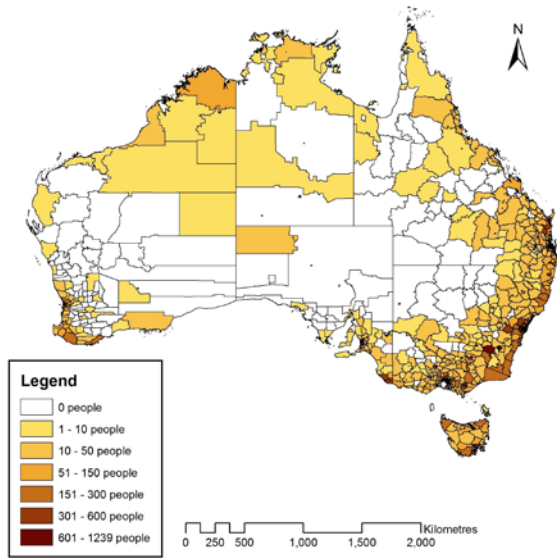 N
Legend
0 people
1 - 10 people
10 - 50 people
51 - 150 people
151 - 300 people
301 - 600 people
601 - 1239 people
Kilometres
0 250 500 1,000 1,500 2,000